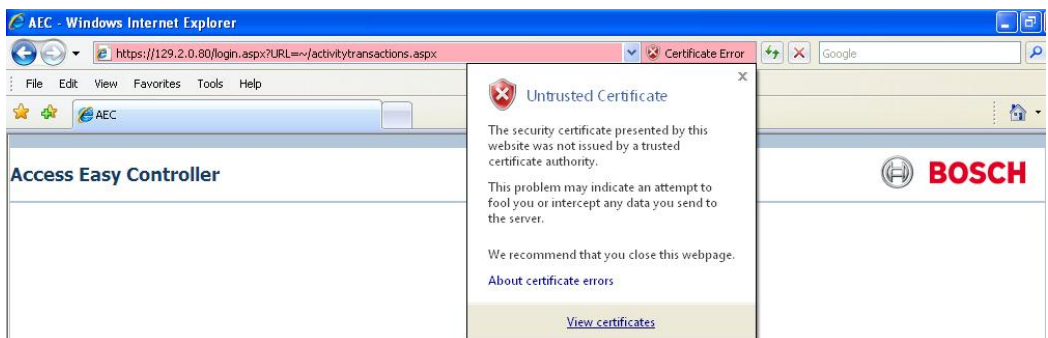 AEC - Windows Internet Explorer
https://129.2.0.80/login.aspx?URL=~/activitytransactions.aspx
Certificate Error
Google
File Edit View Favorites Tools Help
AEC
Untrusted Certificate
The security certificate presented by this
website was not issued by a trusted
certificate authority.
This problem may indicate an attempt to
fool you or intercept any data you send to
the server.
We recommend that you close this webpage.
About certificate errors
View certificates
Access Easy Controller
BOSCH